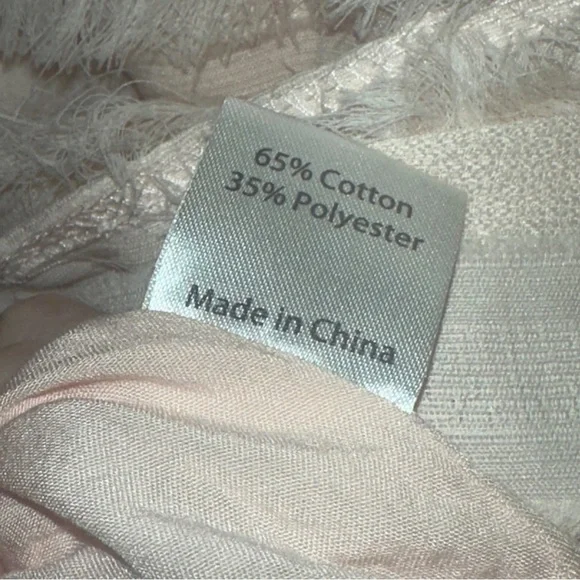 65% Cotton
35% Polyester
Made in China